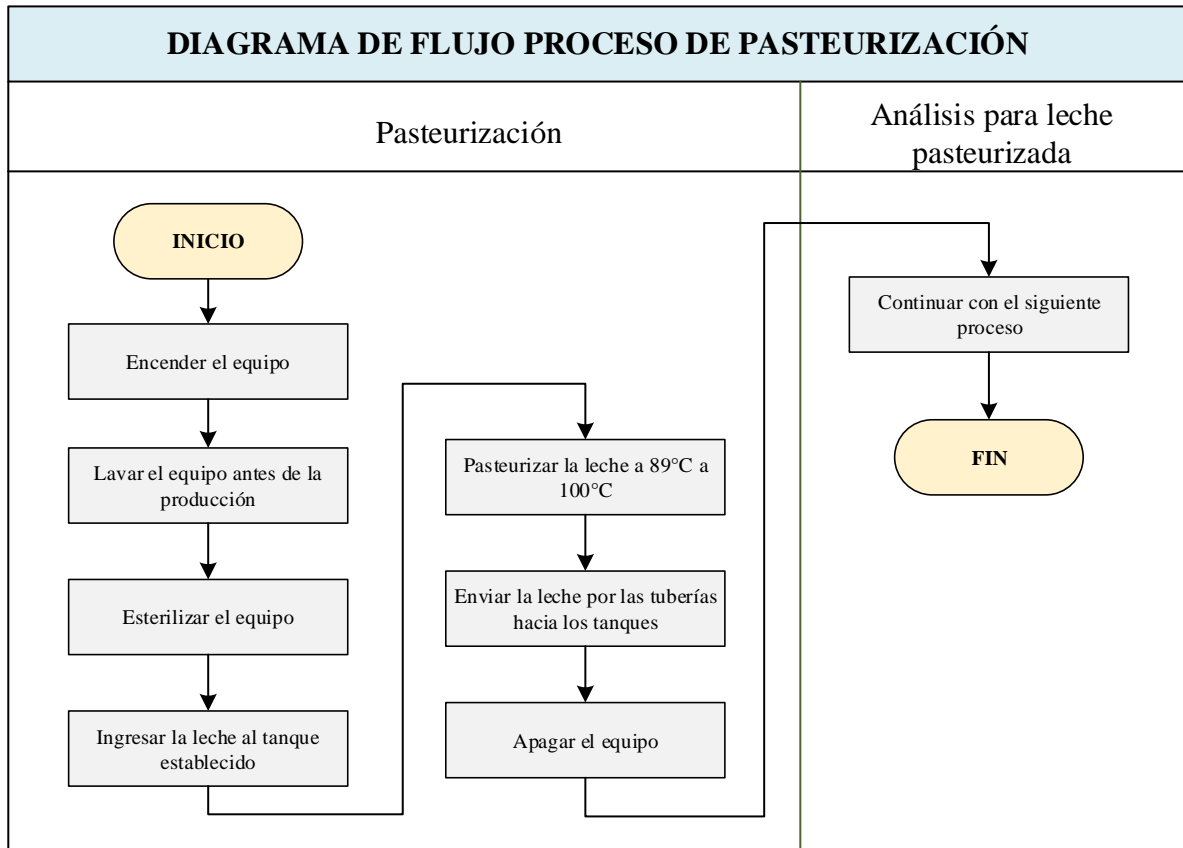 DIAGRAMA DE FLUJO PROCESO DE PASTEURIZACIÓN
Pasteurización
Análisis para leche
pasteurizada
INICIO
Encender el equipo
Lavar el equipo antes de la
producción
Esterilizar el equipo
Ingresar la leche al tanque
establecido
Pasteurizar la leche a 89°C a
100°C
Enviar la leche por las tuberías
hacia los tanques
Apagar el equipo
Continuar con el siguiente
proceso
FIN